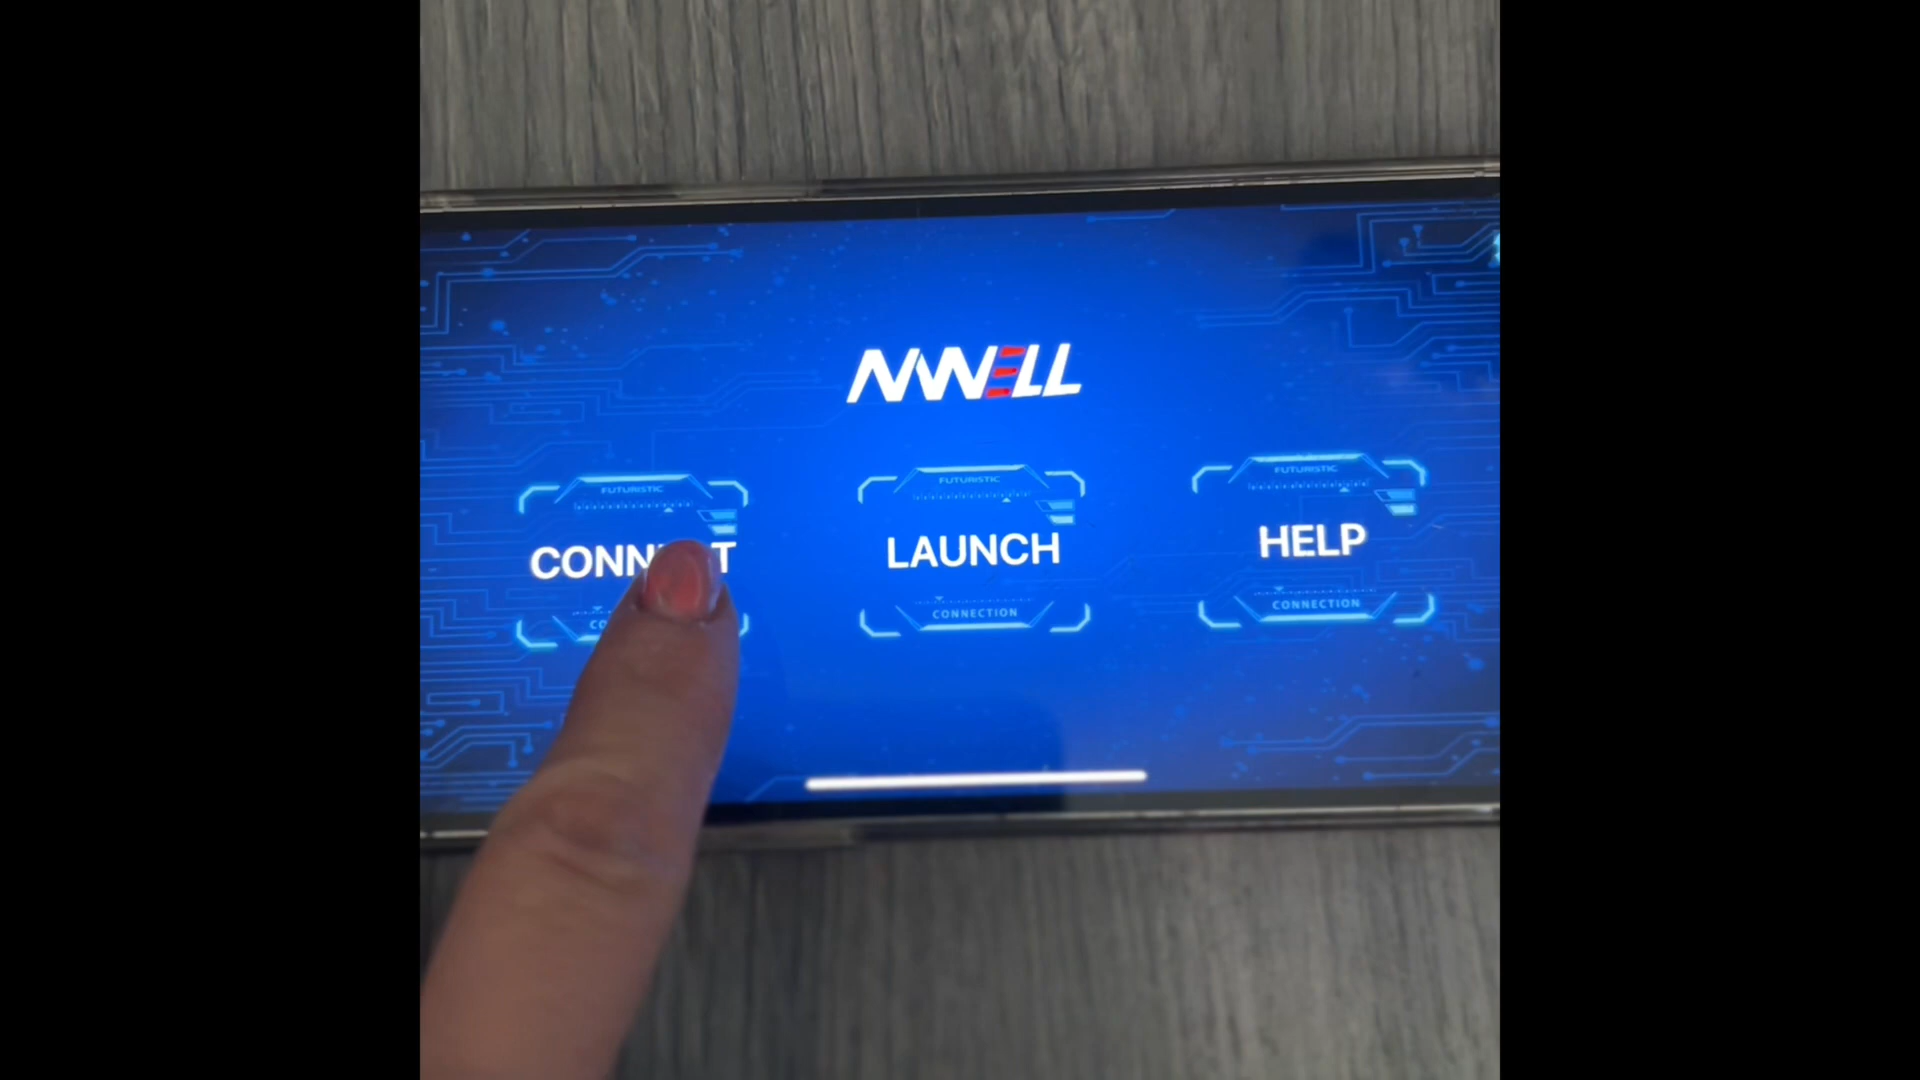 NWELL
FUTURISTIC
FUTURISTIC
FUTURISTIC
LAUNCH
HELP
CONNECTION
CONNECTION